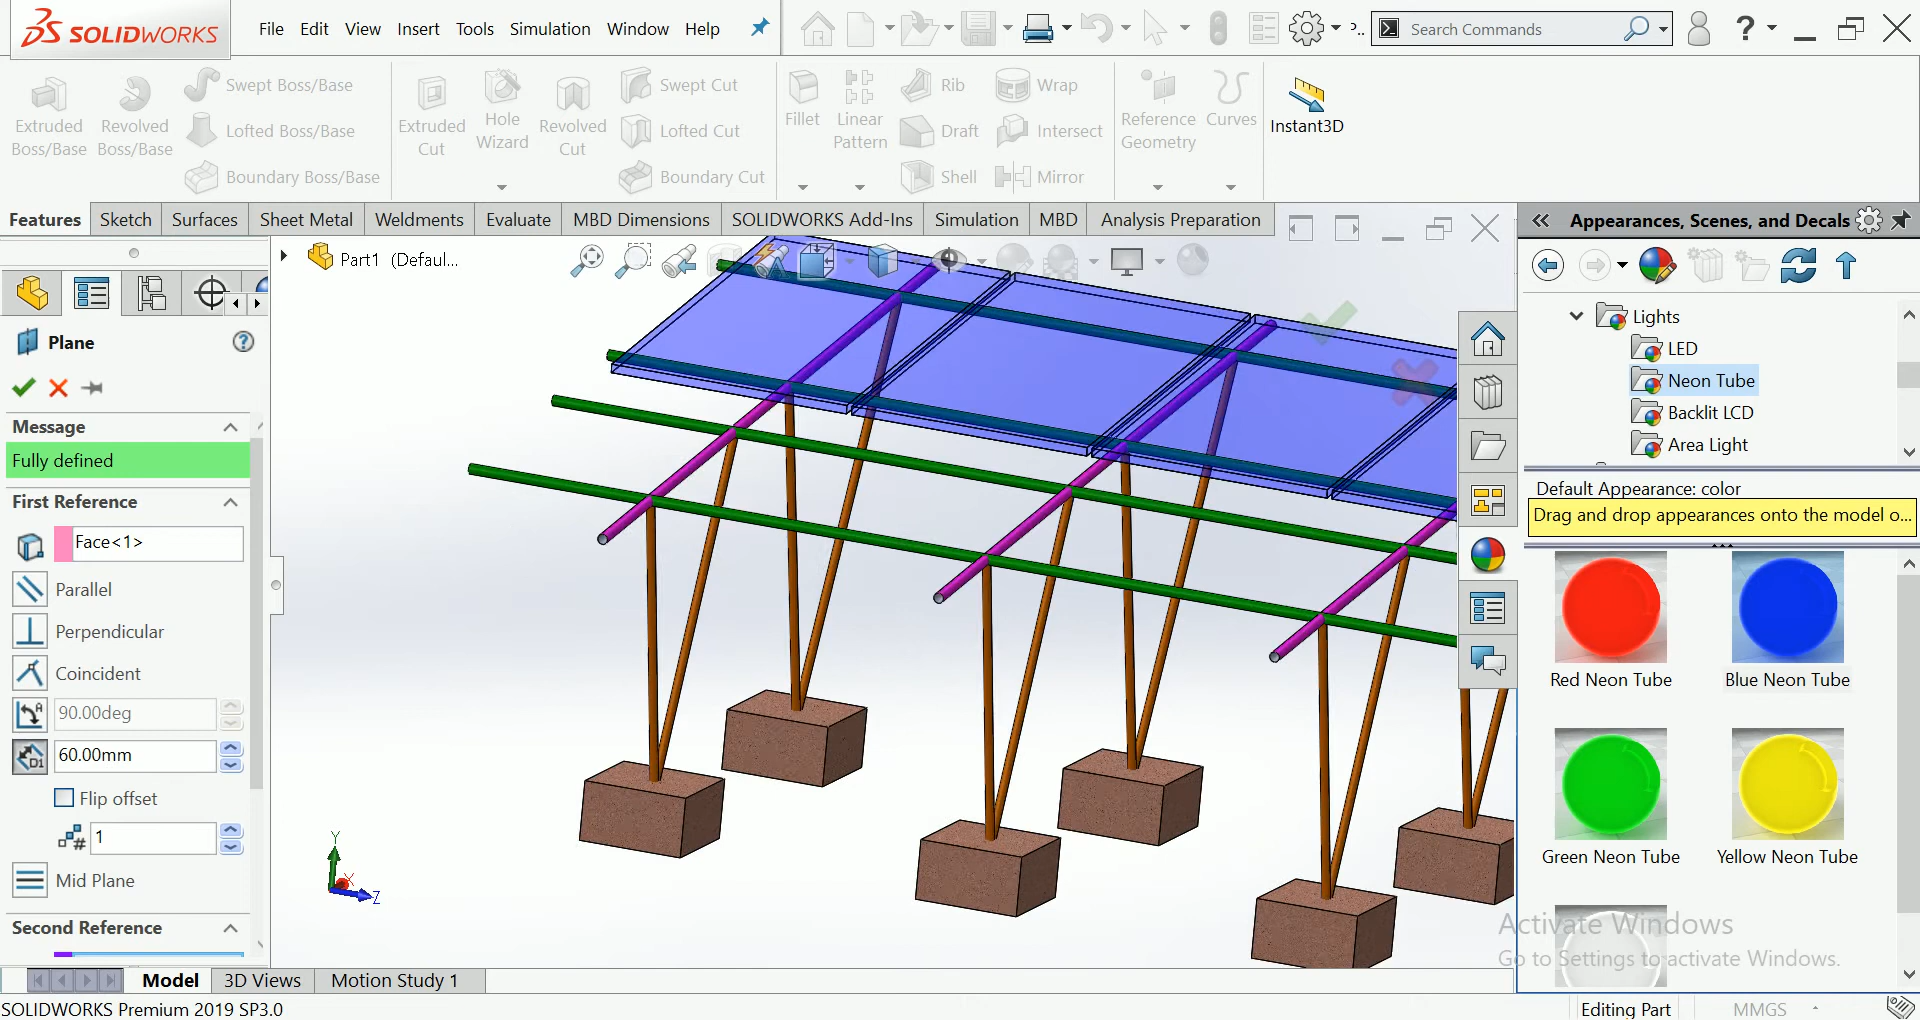 SOLIDWORKS
File Edit View Insert Tools Simulation Window Help
P..
Search Commands
?
Extruded Boss/Base
Revolved Boss/Base
Swept Boss/Base
Lofted Boss/Base
Boundary Boss/Base
Extruded Cut
Hole Wizard
Revolved Cut
Swept Cut
Lofted Cut
Boundary Cut
Fillet
Linear Pattern
Rib
Draft
Shell
Wrap
Intersect
Mirror
Reference Geometry
Curves
Instant3D
Features Sketch Surfaces Sheet Metal Weldments Evaluate MBD Dimensions SOLIDWORKS Add-Ins Simulation MBD Analysis Preparation
Part1 (Defaul...
Plane
?
Message
Fully defined
First Reference
Face<1>
Parallel
Perpendicular
Coincident
90.00deg
D1
60.00mm
Flip offset
#
1
Mid Plane
Second Reference
Y
X
Z
Appearances, Scenes, and Decals
Lights
LED
Neon Tube
Backlit LCD
Area Light
Default Appearance: color
Drag and drop appearances onto the model o...
Red Neon Tube
Blue Neon Tube
Green Neon Tube
Yellow Neon Tube
Activate Windows
Go to Settings to activate Windows.
Model 3D Views Motion Study 1
SOLIDWORKS Premium 2019 SP3.0
Editing Part
MMGS